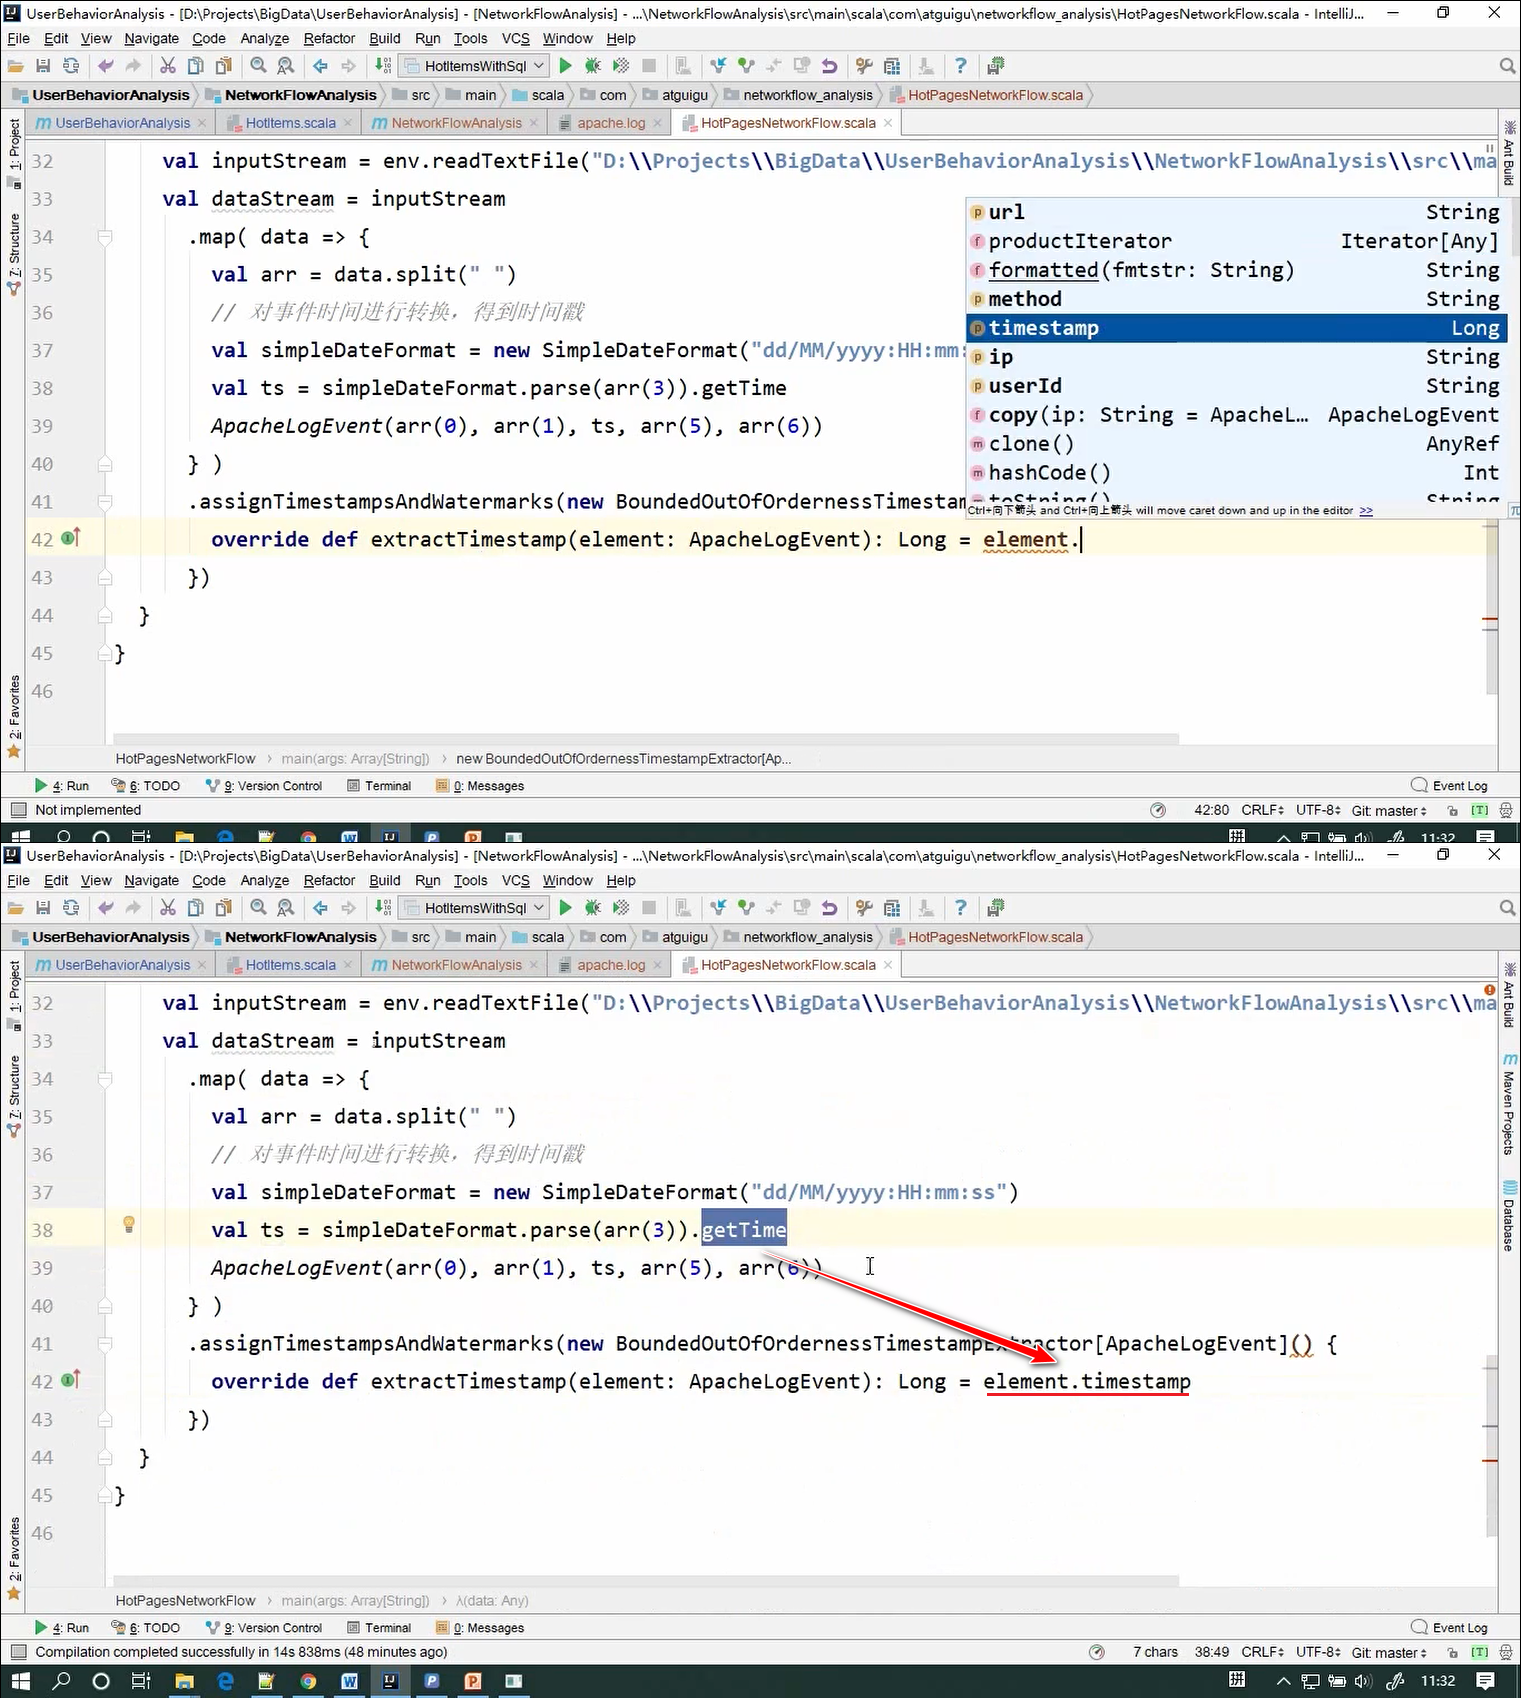 UserBehaviorAnalysis - [D:\Projects\BigData\UserBehaviorAnalysis] - [NetworkFlowAnalysis] - ...\NetworkFlowAnalysis\src\main\scala\com\atguigu\networkflow_analysis\HotPagesNetworkFlow.scala - IntelliJ...
File Edit View Navigate Code Analyze Refactor Build Run Tools VCS Window Help
HotItemsWithSql
UserBehaviorAnalysis NetworkFlowAnalysis src main scala com atguigu networkflow_analysis HotPagesNetworkFlow.scala
UserBehaviorAnalysis HotItems.scala NetworkFlowAnalysis apache.log HotPagesNetworkFlow.scala
1: Project
7: Structure
2: Favorites
Ant Build
32 val inputStream = env.readTextFile("D:\\Projects\\BigData\\UserBehaviorAnalysis\\NetworkFlowAnalysis\\src\\ma
33 val dataStream = inputStream
34 .map( data => {
35 val arr = data.split(" ")
36 // 对事件时间进行转换，得到时间戳
37 val simpleDateFormat = new SimpleDateFormat("dd/MM/yyyy:HH:mm:
38 val ts = simpleDateFormat.parse(arr(3)).getTime
39 ApacheLogEvent(arr(0), arr(1), ts, arr(5), arr(6))
40 } )
41 .assignTimestampsAndWatermarks(new BoundedOutOfOrdernessTimestam
42 override def extractTimestamp(element: ApacheLogEvent): Long = element.
43 })
44 }
45 }
46
url String
productIterator Iterator[Any]
formatted(fmtstr: String) String
method String
timestamp Long
ip String
userId String
copy(ip: String = ApacheL… ApacheLogEvent
clone() AnyRef
hashCode() Int
toString() String
Ctrl+向下箭头 and Ctrl+向上箭头 will move caret down and up in the editor >>
HotPagesNetworkFlow main(args: Array[String]) new BoundedOutOfOrdernessTimestampExtractor[Ap...
4: Run 6: TODO 9: Version Control Terminal 0: Messages Event Log
Not implemented 42:80 CRLF UTF-8 Git: master
11:32
UserBehaviorAnalysis - [D:\Projects\BigData\UserBehaviorAnalysis] - [NetworkFlowAnalysis] - ...\NetworkFlowAnalysis\src\main\scala\com\atguigu\networkflow_analysis\HotPagesNetworkFlow.scala - IntelliJ...
File Edit View Navigate Code Analyze Refactor Build Run Tools VCS Window Help
HotItemsWithSql
UserBehaviorAnalysis NetworkFlowAnalysis src main scala com atguigu networkflow_analysis HotPagesNetworkFlow.scala
UserBehaviorAnalysis HotItems.scala NetworkFlowAnalysis apache.log HotPagesNetworkFlow.scala
1: Project
7: Structure
2: Favorites
Ant Build
Maven Projects
Database
32 val inputStream = env.readTextFile("D:\\Projects\\BigData\\UserBehaviorAnalysis\\NetworkFlowAnalysis\\src\\ma
33 val dataStream = inputStream
34 .map( data => {
35 val arr = data.split(" ")
36 // 对事件时间进行转换，得到时间戳
37 val simpleDateFormat = new SimpleDateFormat("dd/MM/yyyy:HH:mm:ss")
38 val ts = simpleDateFormat.parse(arr(3)).getTime
39 ApacheLogEvent(arr(0), arr(1), ts, arr(5), arr(6))
40 } )
41 .assignTimestampsAndWatermarks(new BoundedOutOfOrdernessTimestampExtractor[ApacheLogEvent]() {
42 override def extractTimestamp(element: ApacheLogEvent): Long = element.timestamp
43 })
44 }
45 }
46
HotPagesNetworkFlow main(args: Array[String]) λ(data: Any)
4: Run 6: TODO 9: Version Control Terminal 0: Messages Event Log
Compilation completed successfully in 14s 838ms (48 minutes ago) 7 chars 38:49 CRLF UTF-8 Git: master
11:32